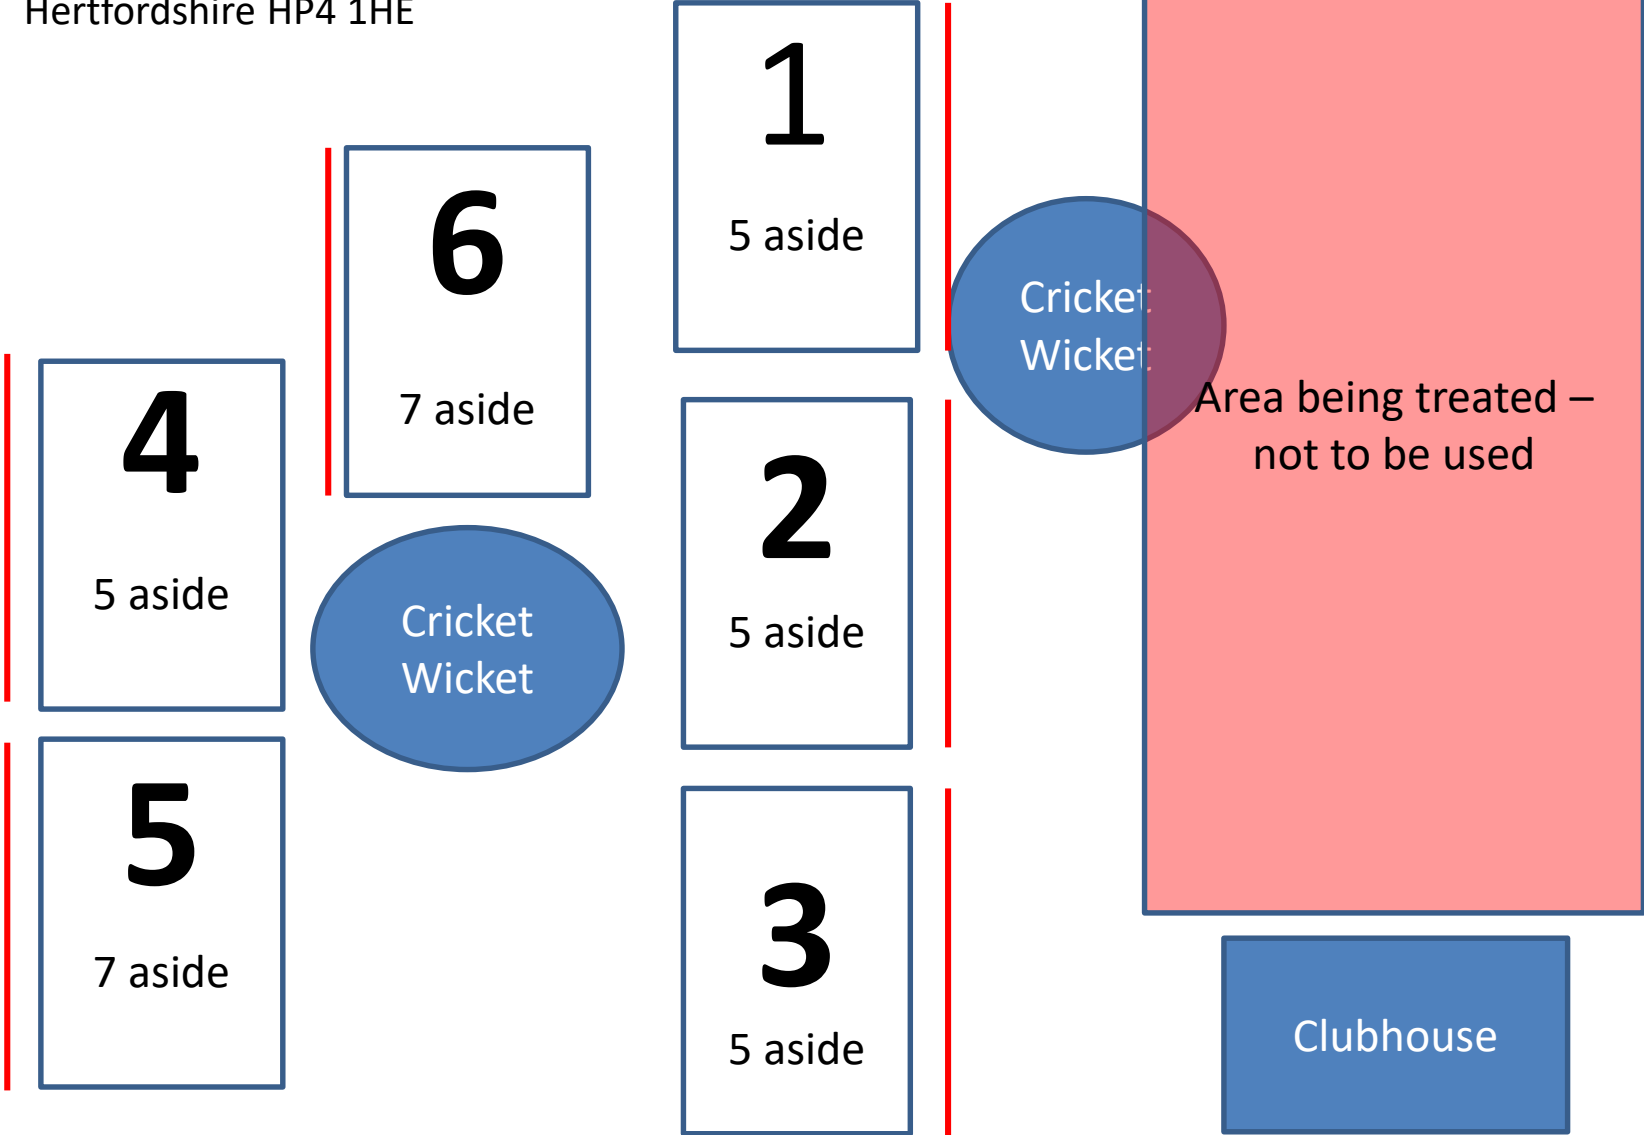 Hertfordshire HP4 1HE
1
5 aside
6
7 aside
Cricket
Wicket
Area being treated –
not to be used
4
5 aside
2
5 aside
Cricket
Wicket
5
7 aside
3
5 aside
Clubhouse